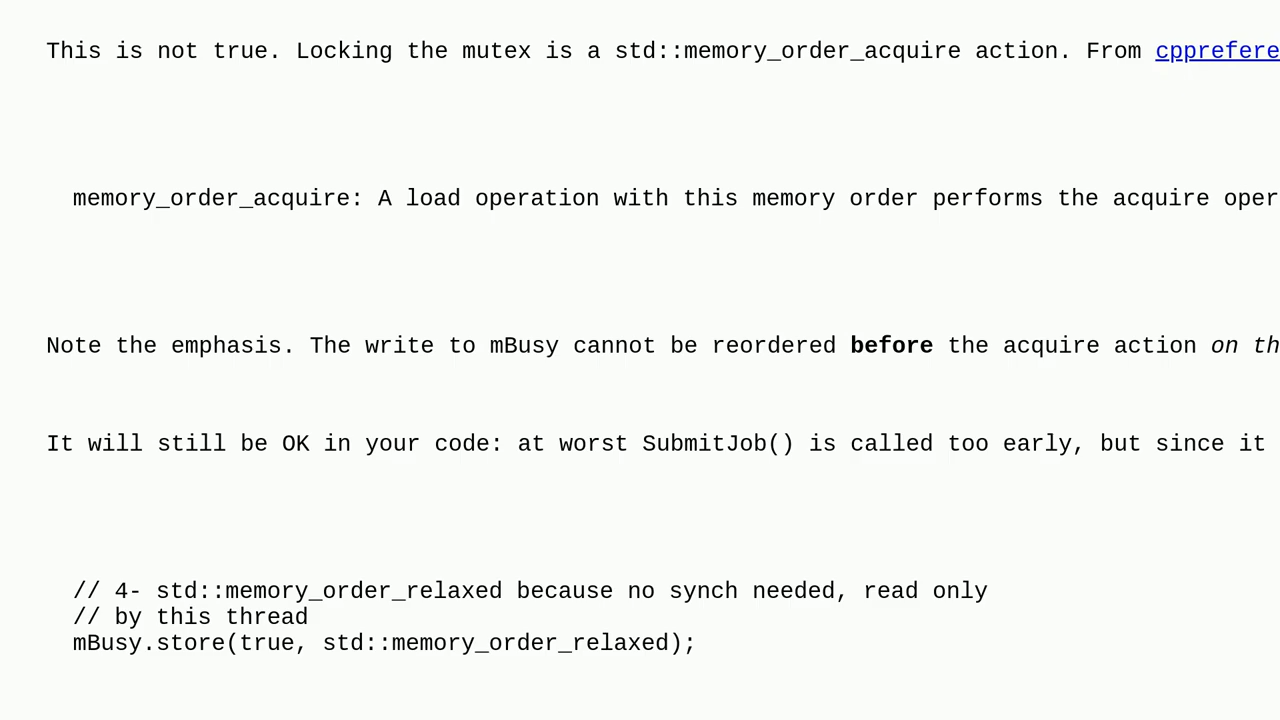 This is not true. Locking the mutex is a std::memory_order_acquire action. From cpprefere
memory_order_acquire: A load operation with this memory order performs the acquire oper
Note the emphasis. The write to mBusy cannot be reordered before the acquire action on th
It will still be OK in your code: at worst SubmitJob() is called too early, but since it
// 4- std::memory_order_relaxed because no synch needed, read only
// by this thread
mBusy.store(true, std::memory_order_relaxed);